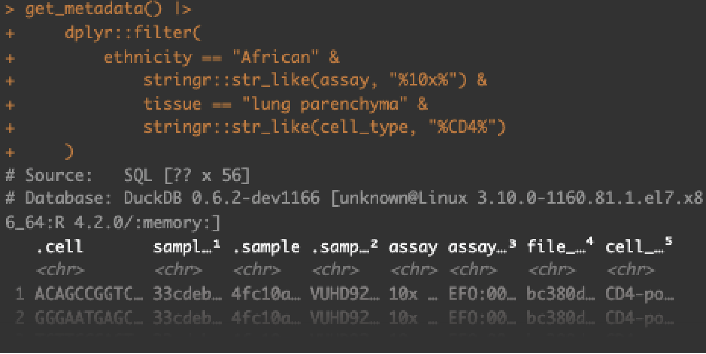 > get_metadata() |>
+     dplyr::filter(
+         ethnicity == "African" &
+             stringr::str_like(assay, "%10x%") &
+             tissue == "lung parenchyma" &
+             stringr::str_like(cell_type, "%CD4%")
+     )
# Source:   SQL [?? x 56]
# Database: DuckDB 0.6.2-dev1166 [unknown@Linux 3.10.0-1160.81.1.el7.x8
6_64:R 4.2.0/:memory:]
.cell sampl…¹ .sample .samp…² assay assay…³ file_…⁴ cell_…⁵
<chr> <chr> <chr> <chr> <chr> <chr> <chr> <chr>
1 ACAGCCGGTC… 33cdeb… 4fc10a… VUHD92… 10x … EFO:00… bc380d… CD4-po…
2 GGGAATGAGC… 33cdeb… 4fc10a… VUHD92… 10x … EFO:00… bc380d… CD4-po…